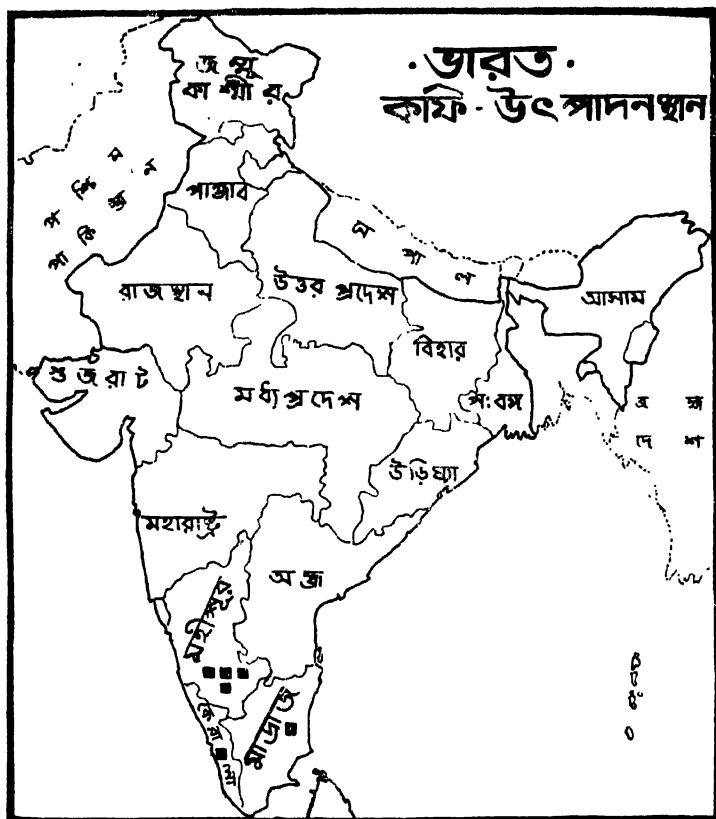 · ভারত ·
কফি - উৎপাদনস্থান
জম্মু
কাশ্মীর
পশ্চিম
পাকিস্তান
পাঞ্জাব
রাজস্থান
উত্তর প্রদেশ
নেপাল
আসাম
বিহার
গুজরাট
মধ্যপ্রদেশ
প:বঙ্গ
ব্রহ্ম
দেশ
উড়িষ্যা
মহারাষ্ট্র
অন্ধ্র
মহীশূর
মাদ্রাজ